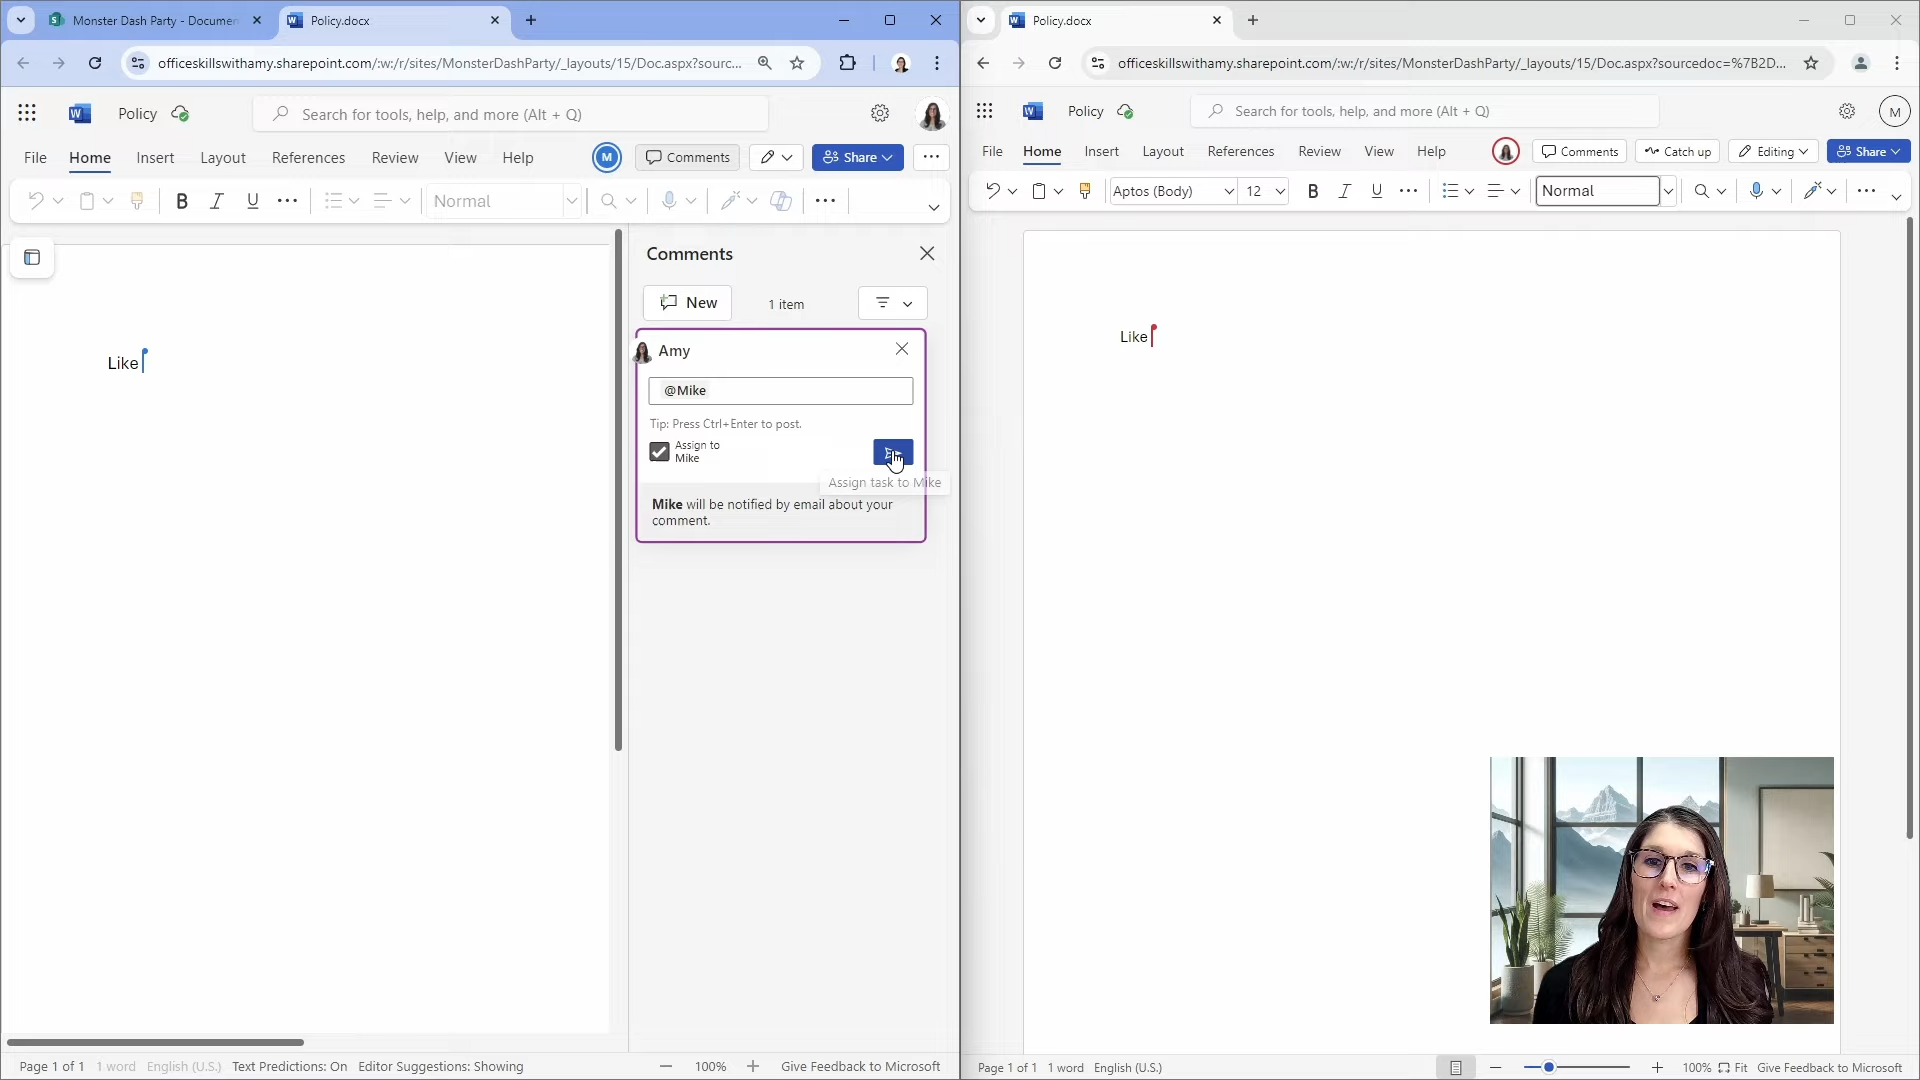 Monster Dash Party - Documen
Policy.docx
officeskillswithamy.sharepoint.com/:w:/r/sites/MonsterDashParty/_layouts/15/Doc.aspx?sourc...
Policy
Search for tools, help, and more (Alt + Q)
File Home Insert Layout References Review View Help
M
Comments
Share
Normal
Like
Comments
New
1 item
Amy
@Mike
Tip: Press Ctrl+Enter to post.
Assign to
Mike
Assign task to Mike
Mike will be notified by email about your
comment.
Page 1 of 1 1 word English (U.S.) Text Predictions: On Editor Suggestions: Showing
100%
Give Feedback to Microsoft
Policy.docx
officeskillswithamy.sharepoint.com/:w:/r/sites/MonsterDashParty/_layouts/15/Doc.aspx?sourcedoc=%7B2D...
Policy
Search for tools, help, and more (Alt + Q)
M
File Home Insert Layout References Review View Help
Comments
Catch up
Editing
Share
Aptos (Body)
12
Normal
Like
Page 1 of 1 1 word English (U.S.)
100% Fit Give Feedback to Microsoft